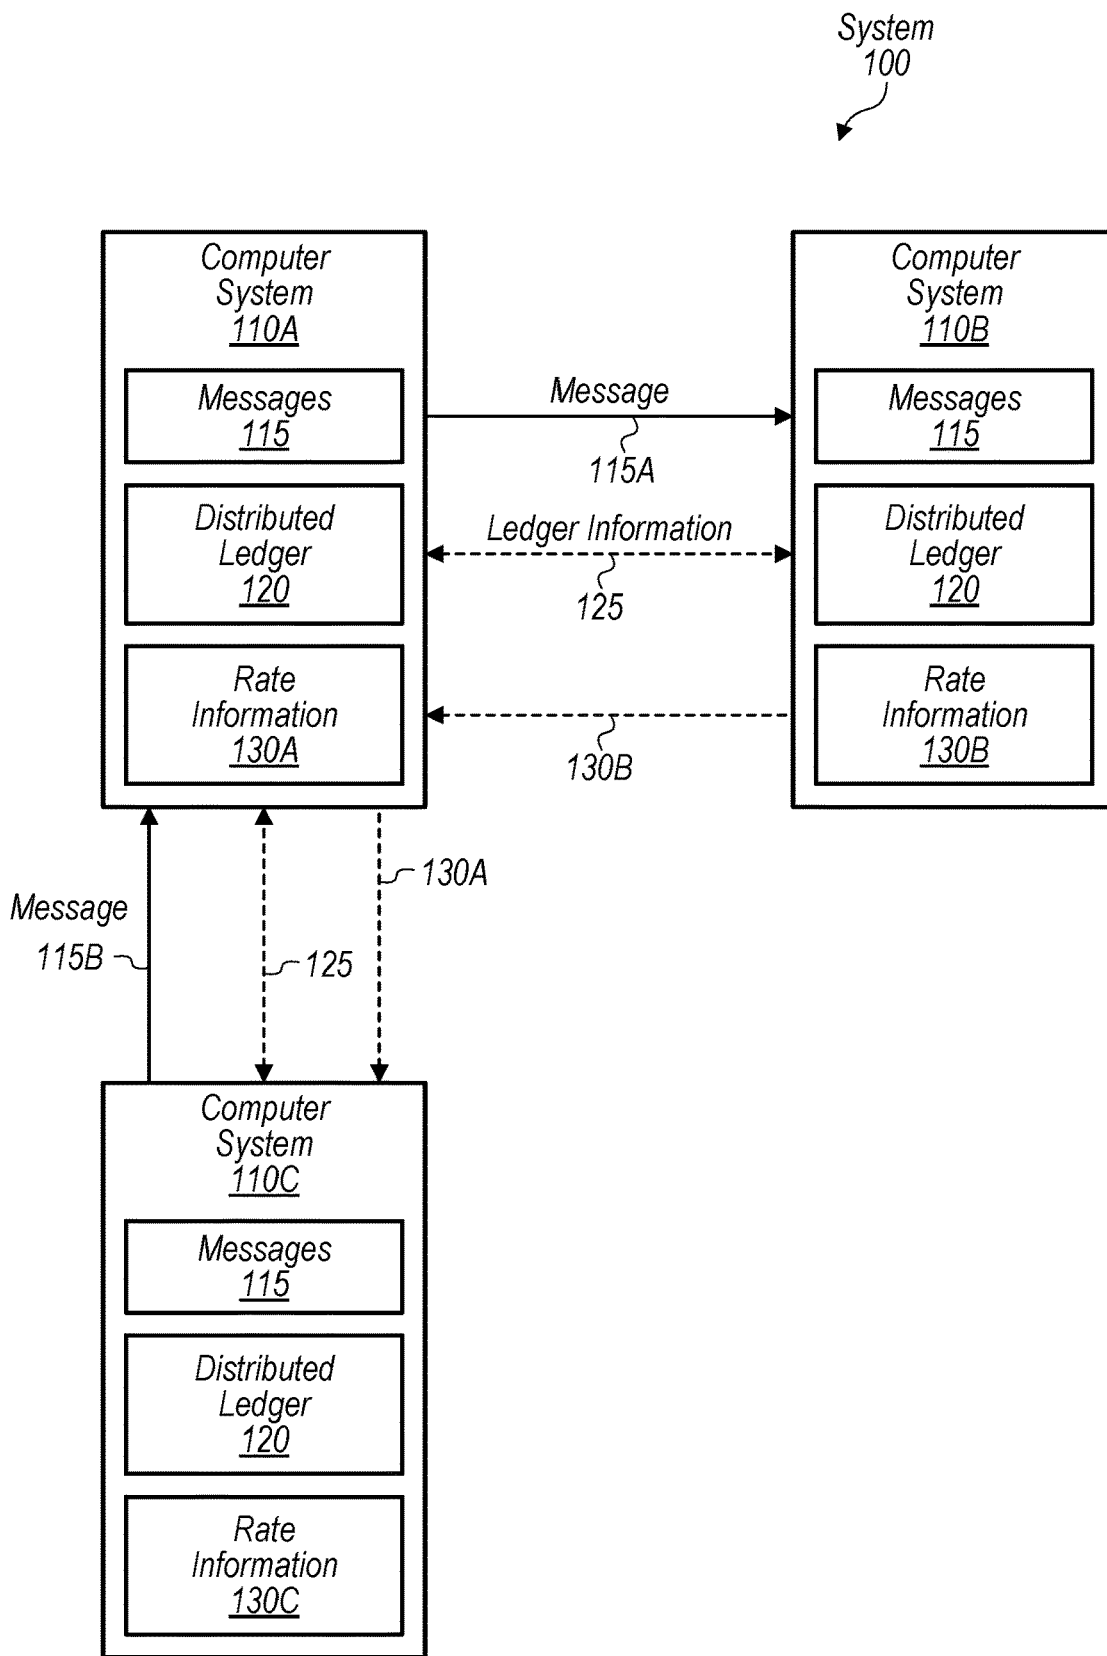 System
100
Computer
System
110A
Messages
115
Distributed
Ledger
120
Rate
Information
130A
Message
115A
Ledger Information
125
130B
Computer
System
110B
Messages
115
Distributed
Ledger
120
Rate
Information
130B
Message
115B
125
130A
Computer
System
110C
Messages
115
Distributed
Ledger
120
Rate
Information
130C